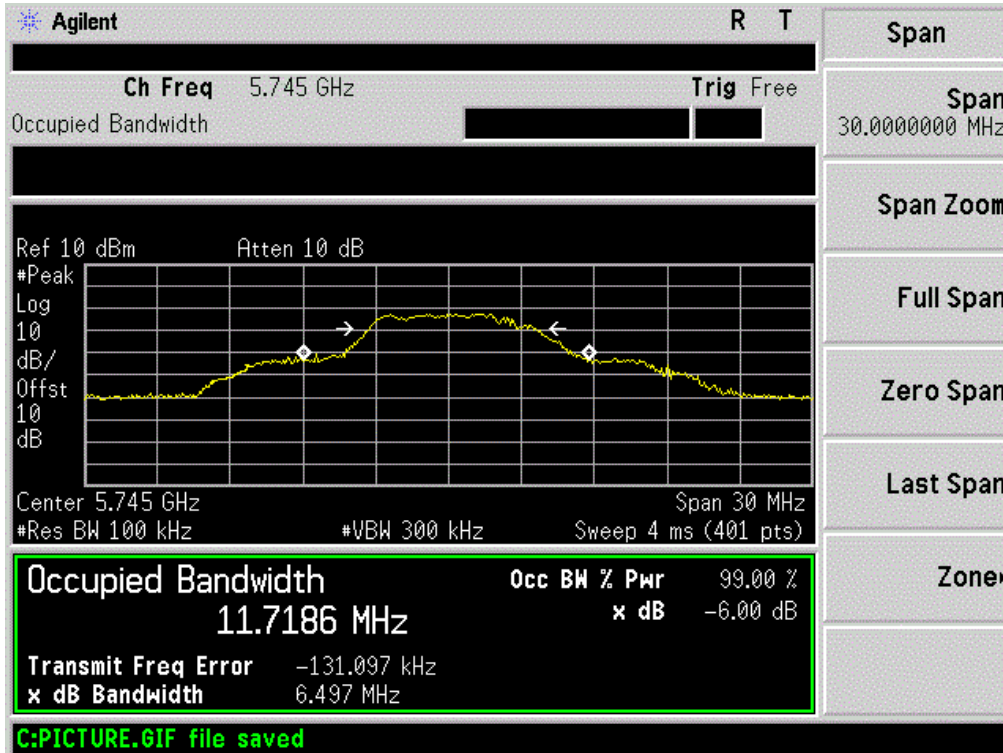 Agilent R T
Ch Freq 5.745 GHz Trig Free
Occupied Bandwidth
Ref 10 dBm Atten 10 dB
#Peak
Log
10
dB/
Offst
10
dB
Center 5.745 GHz Span 30 MHz
#Res BW 100 kHz #VBW 300 kHz Sweep 4 ms (401 pts)
Occupied Bandwidth
11.7186 MHz
Occ BW % Pwr 99.00 %
x dB -6.00 dB
Transmit Freq Error -131.097 kHz
x dB Bandwidth 6.497 MHz
C:PICTURE.GIF file saved
Span
Span
30.0000000 MHz
Span Zoom
Full Span
Zero Span
Last Span
Zone